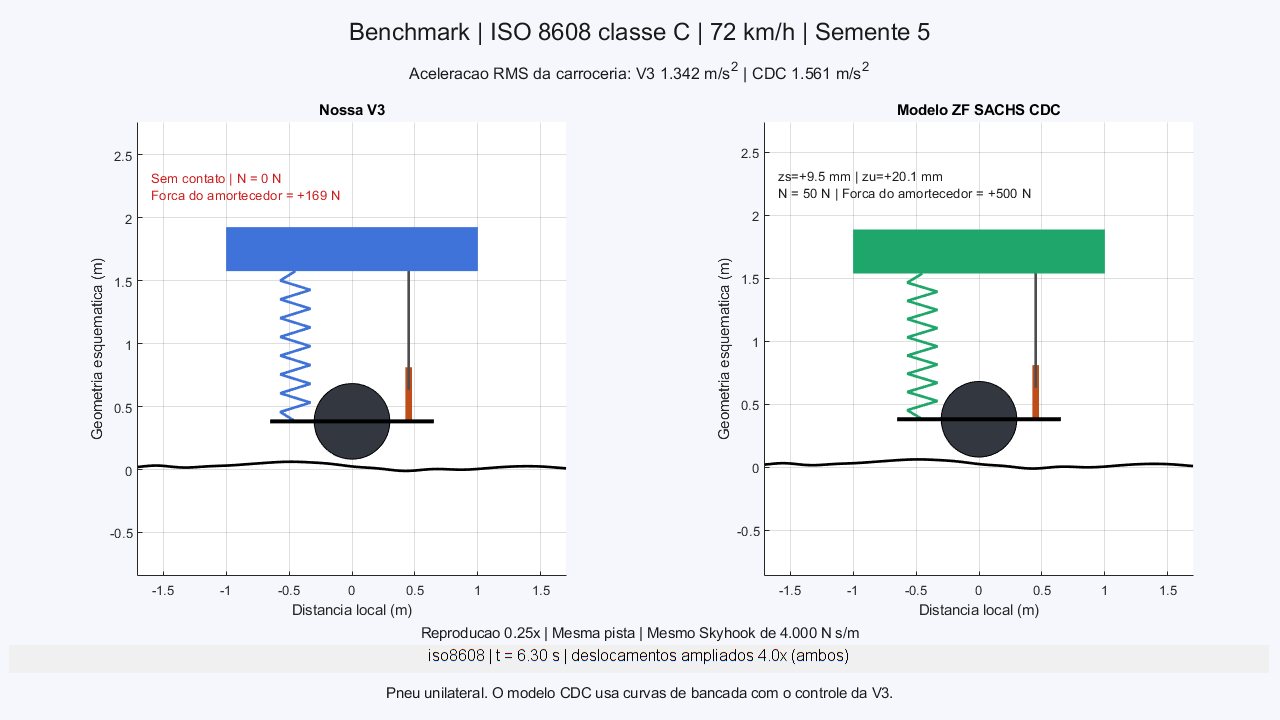 Benchmark | ISO 8608 classe C | 72 km/h | Semente 5
Aceleracao RMS da carroceria: V3 1.342 m/s² | CDC 1.561 m/s²
Nossa V3
Sem contato | N = 0 N
Forca do amortecedor = +169 N
Geometria esquematica (m)
2.5
2
1.5
1
0.5
0
-0.5
-1.5
-1
-0.5
0
0.5
1
1.5
Distancia local (m)
Modelo ZF SACHS CDC
zs=+9.5 mm | zu=+20.1 mm
N = 50 N | Forca do amortecedor = +500 N
Geometria esquematica (m)
2.5
2
1.5
1
0.5
0
-0.5
-1.5
-1
-0.5
0
0.5
1
1.5
Distancia local (m)
Reproducao 0.25x | Mesma pista | Mesmo Skyhook de 4.000 N s/m
iso8608 | t = 6.30 s | deslocamentos ampliados 4.0x (ambos)
Pneu unilateral. O modelo CDC usa curvas de bancada com o controle da V3.